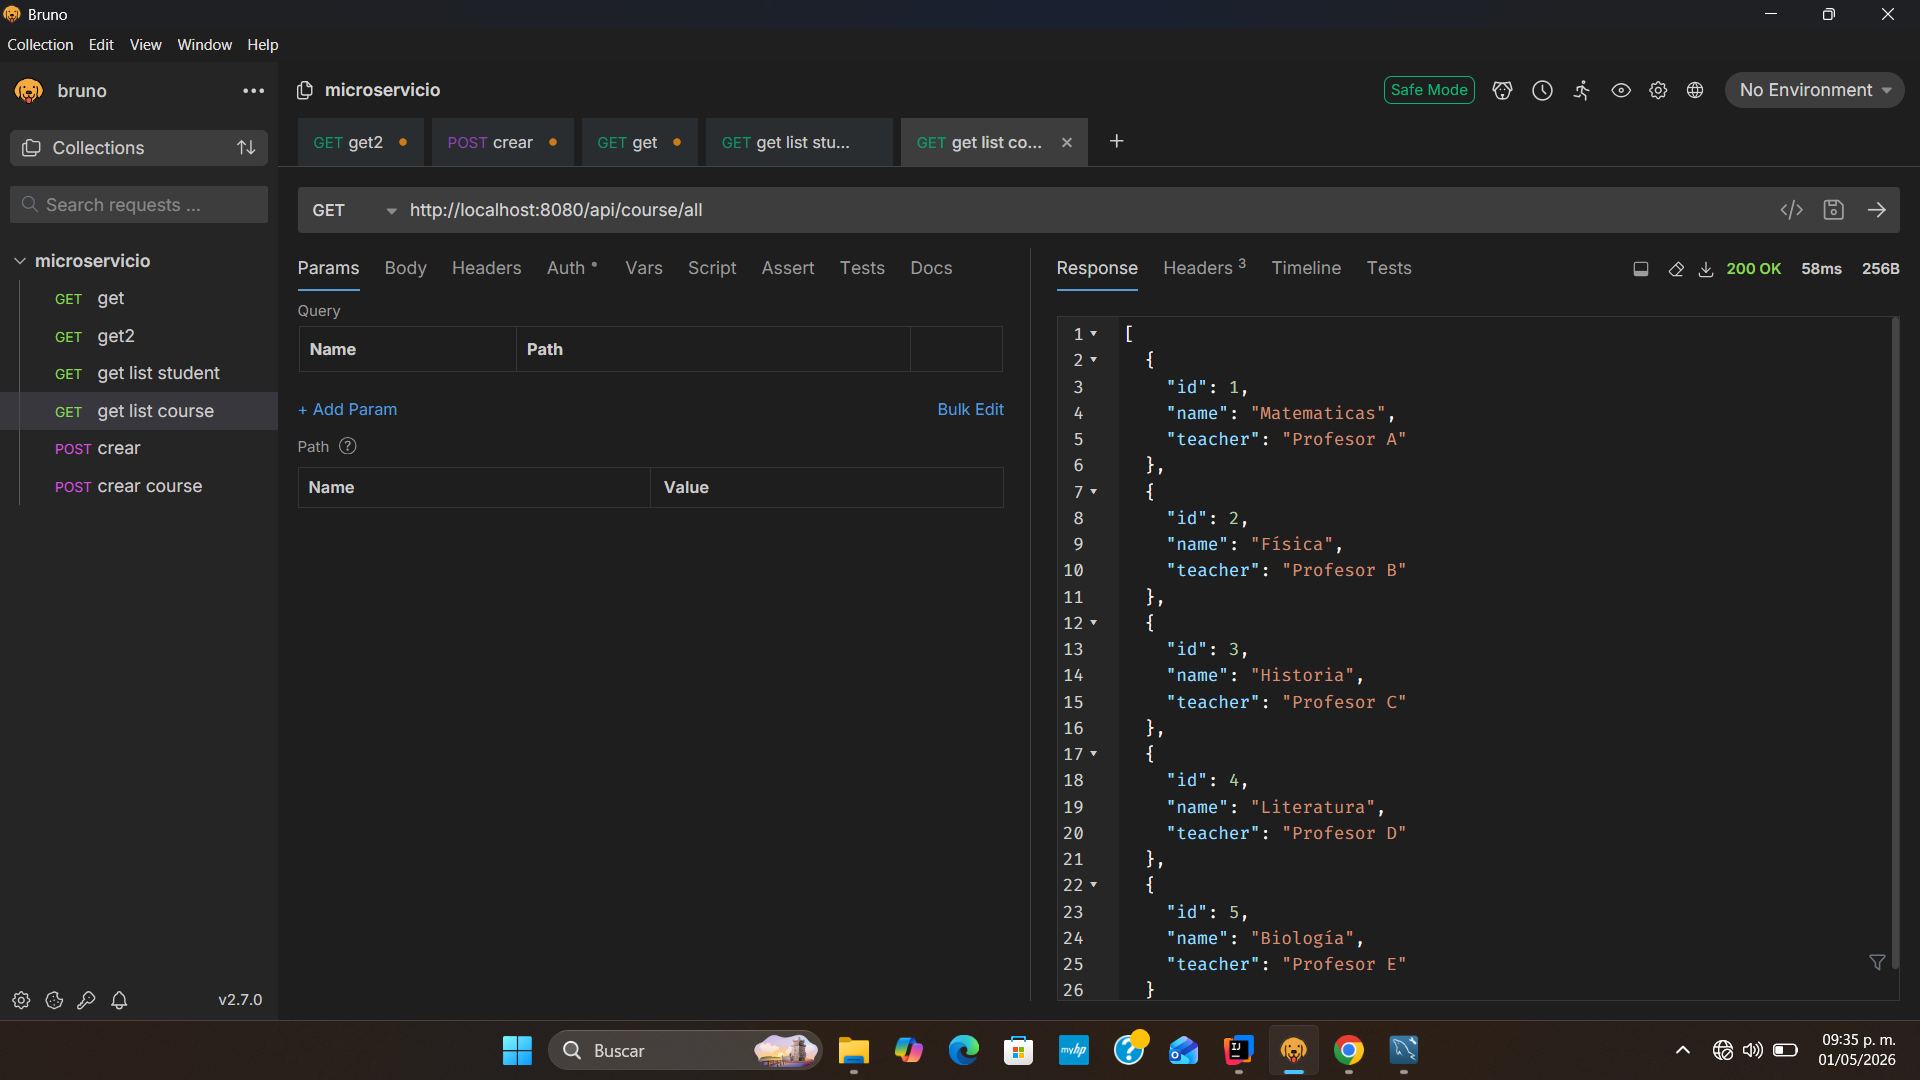 Bruno
Collection Edit View Window Help
bruno
microservicio
Safe Mode
No Environment
Collections
GET get2
POST crear
GET get
GET get list stu...
GET get list co...
Search requests ...
GET
http://localhost:8080/api/course/all
microservicio
GET get
GET get2
GET get list student
GET get list course
POST crear
POST crear course
Params Body Headers Auth Vars Script Assert Tests Docs
Query
Name Path
+ Add Param
Bulk Edit
Path ?
Name Value
Response Headers 3 Timeline Tests
200 OK 58ms 256B
1 [
2 {
3 "id": 1,
4 "name": "Matematicas",
5 "teacher": "Profesor A"
6 },
7 {
8 "id": 2,
9 "name": "Física",
10 "teacher": "Profesor B"
11 },
12 {
13 "id": 3,
14 "name": "Historia",
15 "teacher": "Profesor C"
16 },
17 {
18 "id": 4,
19 "name": "Literatura",
20 "teacher": "Profesor D"
21 },
22 {
23 "id": 5,
24 "name": "Biología",
25 "teacher": "Profesor E"
26 }
v2.7.0
Buscar
myhp
IJ
09:35 p. m.
01/05/2026